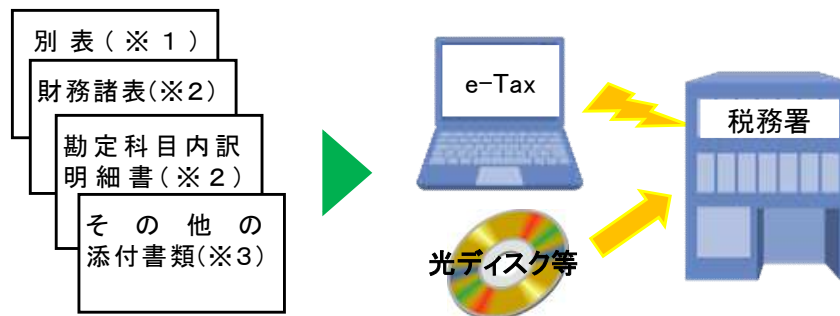 別表(※1)
財務諸表(※2)
勘定科目内訳
明細書(※2)
その他の
添付書類(※3)
e-Tax
光ディスク等
税務署